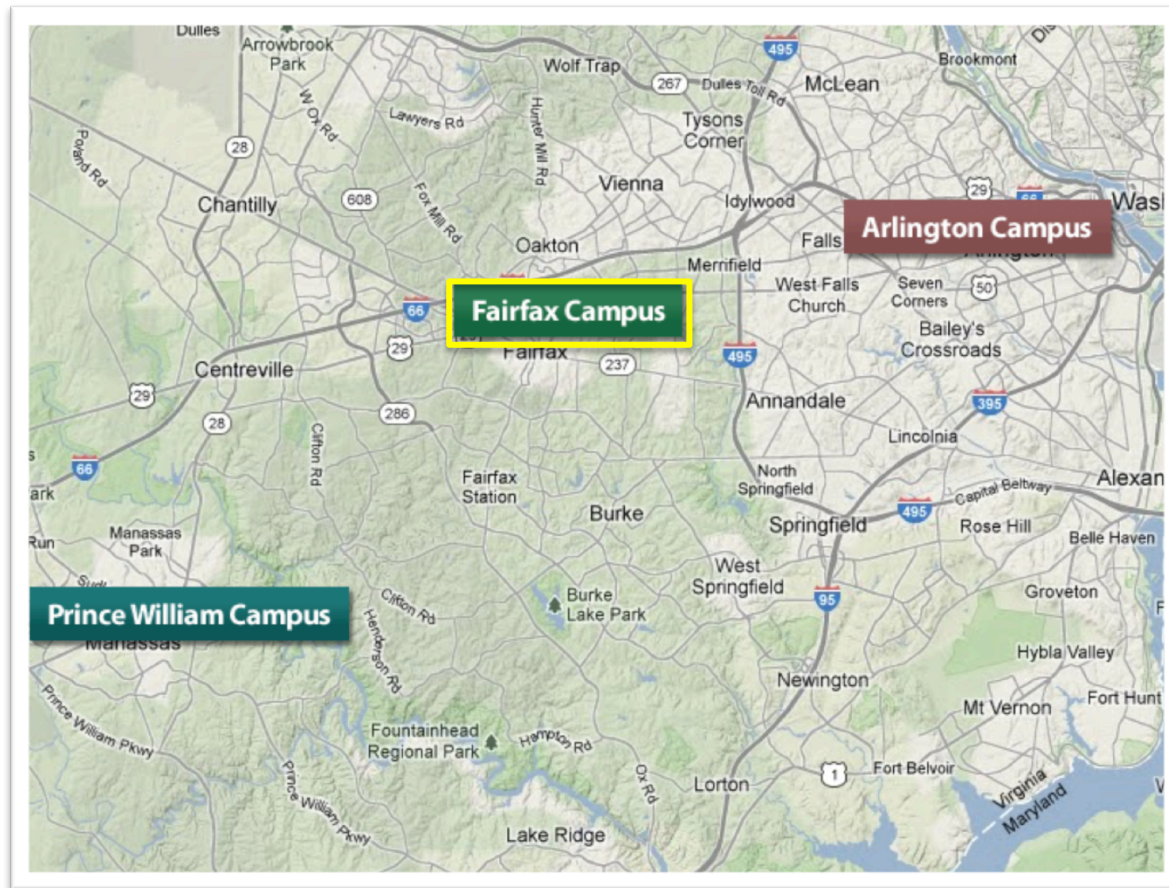 Dulles
Arrowbrook
Park
Wolf Trap
495
267
Dulles Toll Rd
McLean
Brookmont
W Ox Rd
Lawyers Rd
Hunter Mill Rd
Tysons
Corner
28
Poland Rd
Chantilly
608
Fox Mill Rd
Vienna
Idylwood
29
66
Arlington Campus
Oakton
Falls
Arlington
Merrifield
West Falls
Church
Seven
Corners
50
66
Fairfax Campus
Fairfax
29
237
495
Bailey's
Crossroads
Centreville
29
28
286
Annandale
395
Lincolnia
Clifton Rd
66
Fairfax
Station
North
Springfield
Burke
Springfield
495
Capital Beltway
Rose Hill
Belle Haven
Manassas
Park
Run
West
Springfield
95
Groveton
Prince William Campus
Manassas
Clifton Rd
Henderson Rd
Burke
Lake Park
Hybla Valley
Newington
Mt Vernon
Fort Hunt
Prince William Pkwy
Fountainhead
Regional Park
Hampton Rd
Ox Rd
Lorton
1
Fort Belvoir
Virginia
Maryland
Prince William Pkwy
Lake Ridge